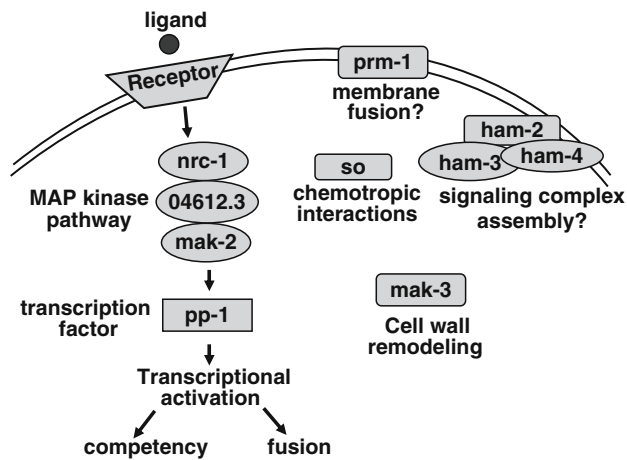 ligand
Receptor
prm-1
membrane
fusion?
ham-2
ham-3
ham-4
signaling complex
assembly?
nrc-1
04612.3
mak-2
MAP kinase
pathway
so
chemotropic
interactions
transcription
factor
pp-1
mak-3
Cell wall
remodeling
Transcriptional
activation
competency
fusion